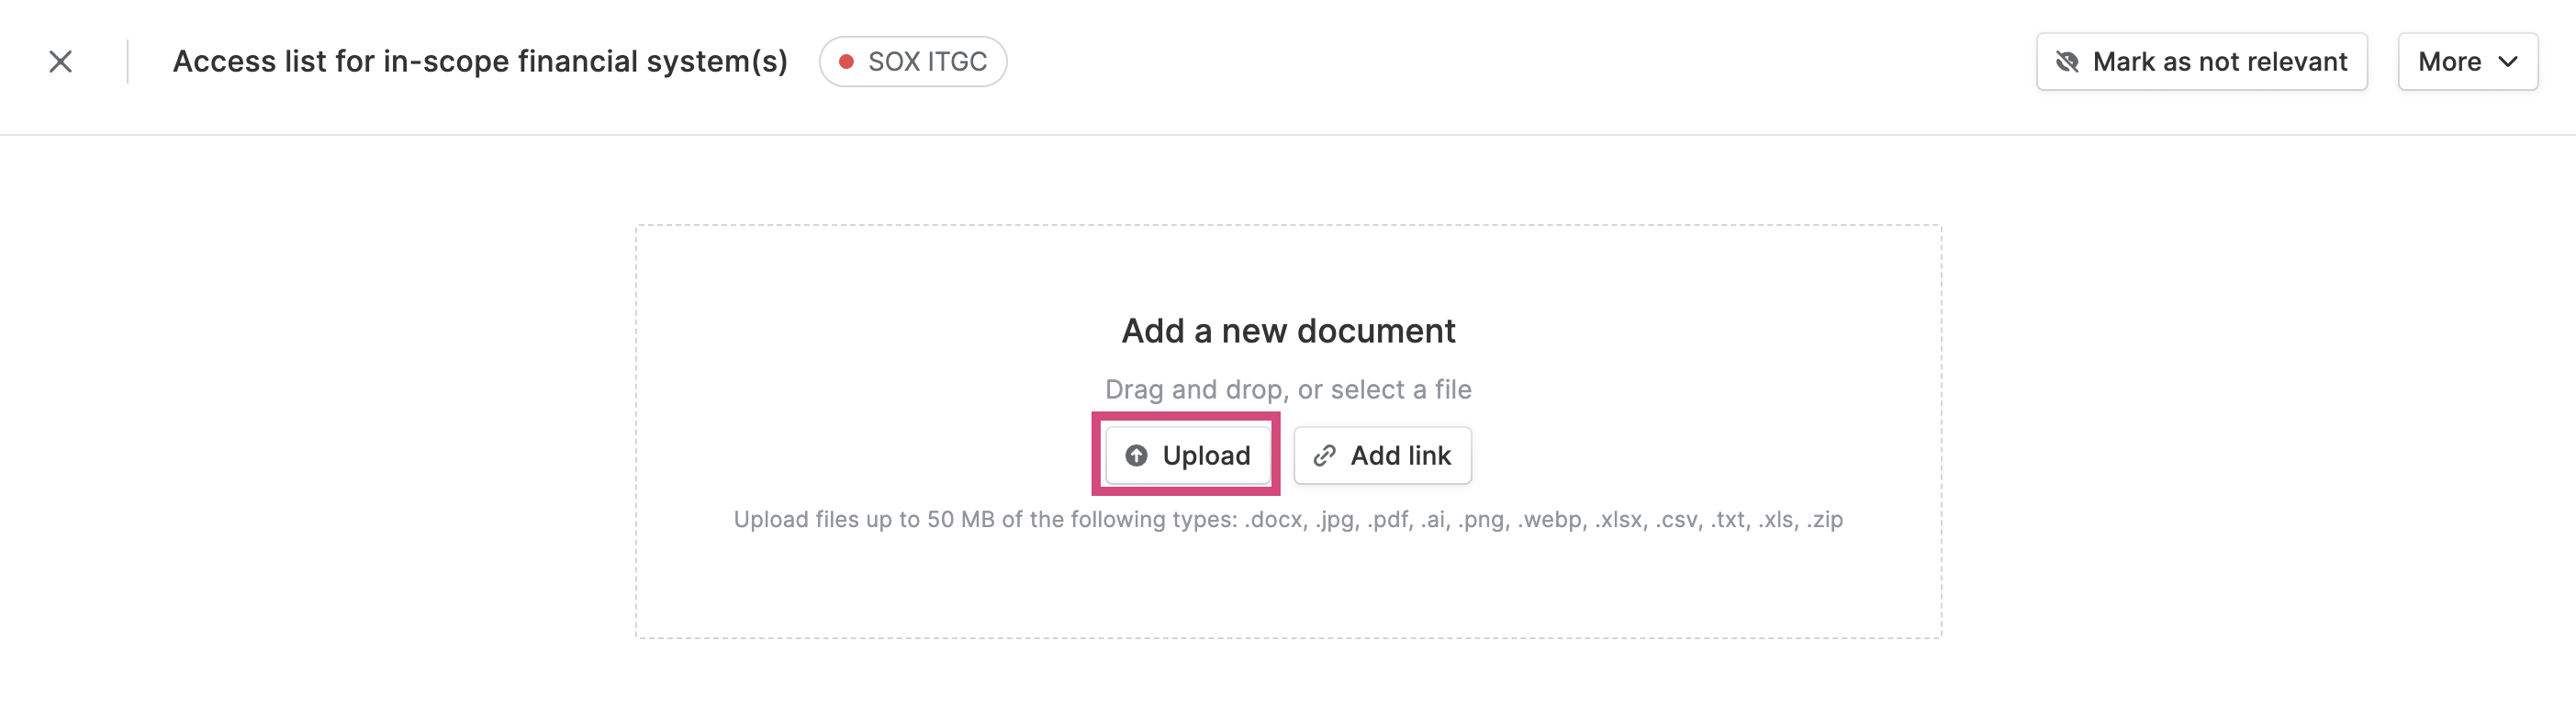 Access list for in-scope financial system(s)
SOX ITGC
Mark as not relevant
More
Add a new document
Drag and drop, or select a file
Upload
Add link
Upload files up to 50 MB of the following types: .docx, .jpg, .pdf, .ai, .png, .webp, .xlsx, .csv, .txt, .xls, .zip